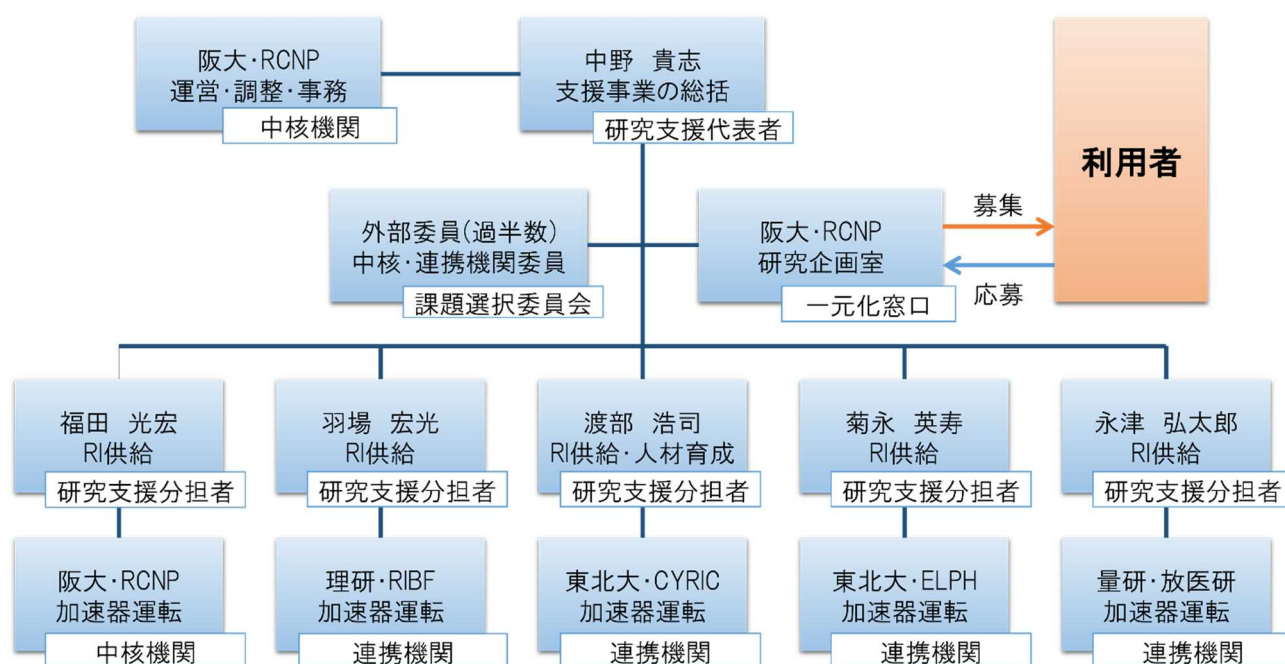 阪大・RCNP
運営・調整・事務
中核機関
中野 貴志
支援事業の総括
研究支援代表者
利用者
外部委員(過半数)
中核・連携機関委員
課題選択委員会
阪大・RCNP
研究企画室
一元化窓口
募集
応募
福田 光宏
RI供給
研究支援分担者
羽場 宏光
RI供給
研究支援分担者
渡部 浩司
RI供給・人材育成
研究支援分担者
菊永 英寿
RI供給
研究支援分担者
永津 弘太郎
RI供給
研究支援分担者
阪大・RCNP
加速器運転
中核機関
理研・RIBF
加速器運転
連携機関
東北大・CYRIC
加速器運転
連携機関
東北大・ELPH
加速器運転
連携機関
量研・放医研
加速器運転
連携機関